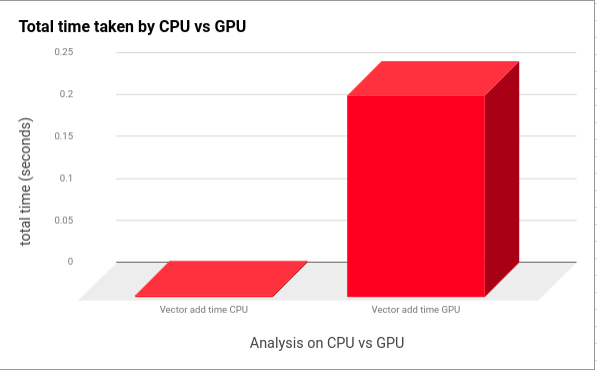 Total time taken by CPU vs GPU
0.25
0.2
0.15
0.1
0.05
0
total time (seconds)
Vector add time CPU
Vector add time GPU
Analysis on CPU vs GPU